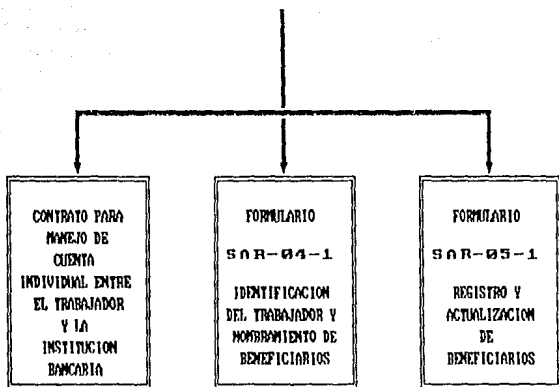 CONTRATO PARA
MANEJO DE
CUENTA
INDIVIDUAL ENTRE
EL TRABAJADOR
Y LA
INSTITUCION
BANCARIA
FORMULARIO
SAR-04-1
IDENTIFICACION
DEL TRABAJADOR Y
NOMBRAMIENTO DE
BENEFICIARIOS
FORMULARIO
SAR-05-1
REGISTRO Y
ACTUALIZACION
DE
BENEFICIARIOS